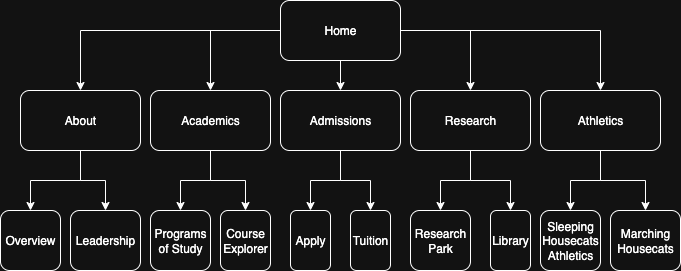 Home
About
Academics
Admissions
Research
Athletics
Overview
Leadership
Programs
of Study
Course
Explorer
Apply
Tuition
Research
Park
Library
Sleeping
Housecats
Athletics
Marching
Housecats